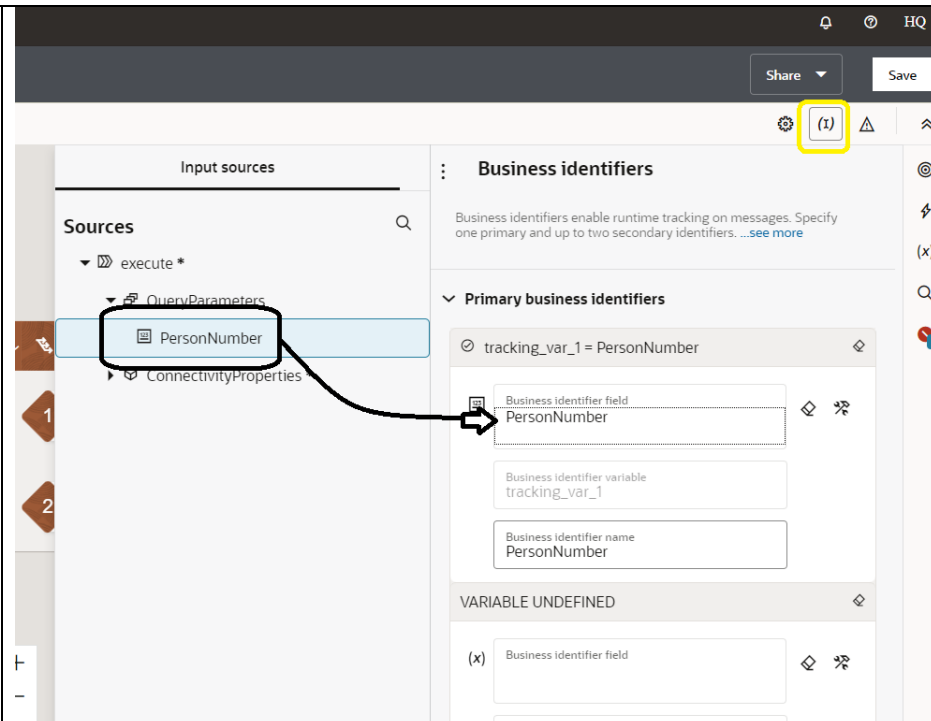 HQ
Share
Save
(I)
Input sources
Business identifiers
Sources
Business identifiers enable runtime tracking on messages. Specify
one primary and up to two secondary identifiers. ...see more
execute *
(x)
QueryParameters
Primary business identifiers
PersonNumber
tracking_var_1 = PersonNumber
ConnectivityProperties *
Business identifier field
PersonNumber
1
Business identifier variable
tracking_var_1
2
Business identifier name
PersonNumber
VARIABLE UNDEFINED
(x)
Business identifier field